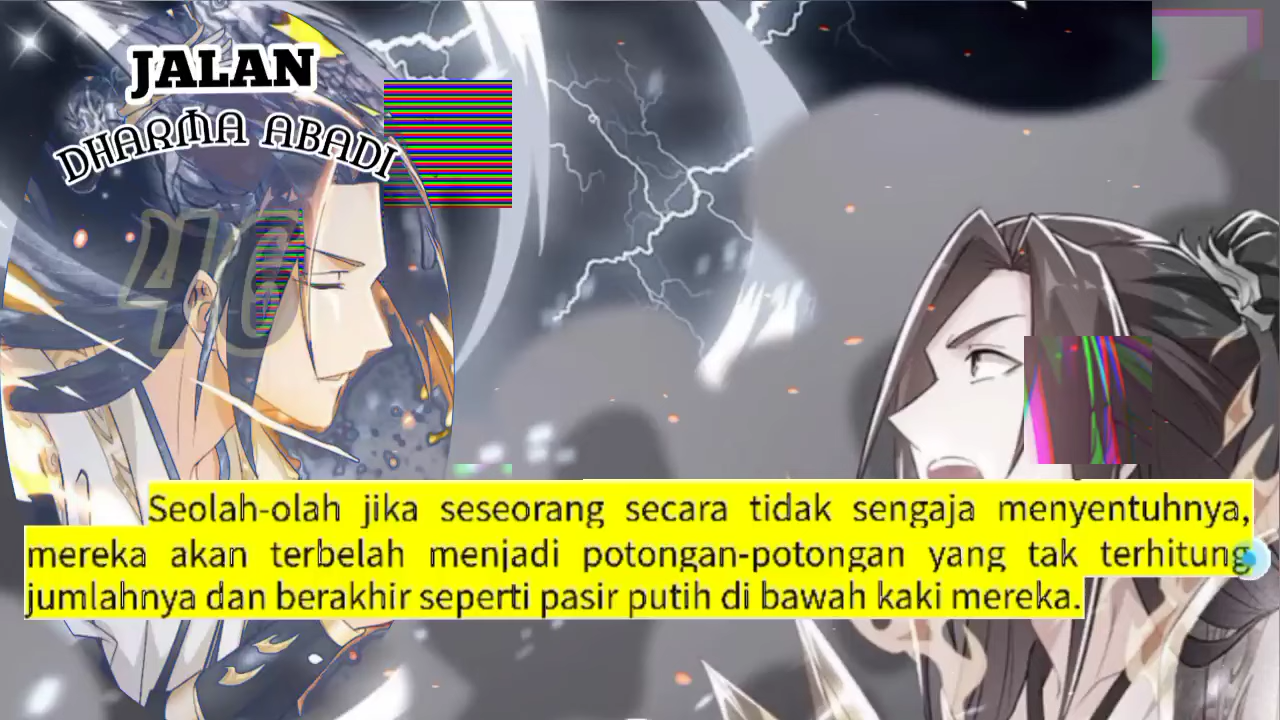 JALAN
DHARMA ABADI
46
Seolah-olah jika seseorang secara tidak sengaja menyentuhnya,
mereka akan terbelah menjadi potongan-potongan yang tak terhitung
jumlahnya dan berakhir seperti pasir putih di bawah kaki mereka.